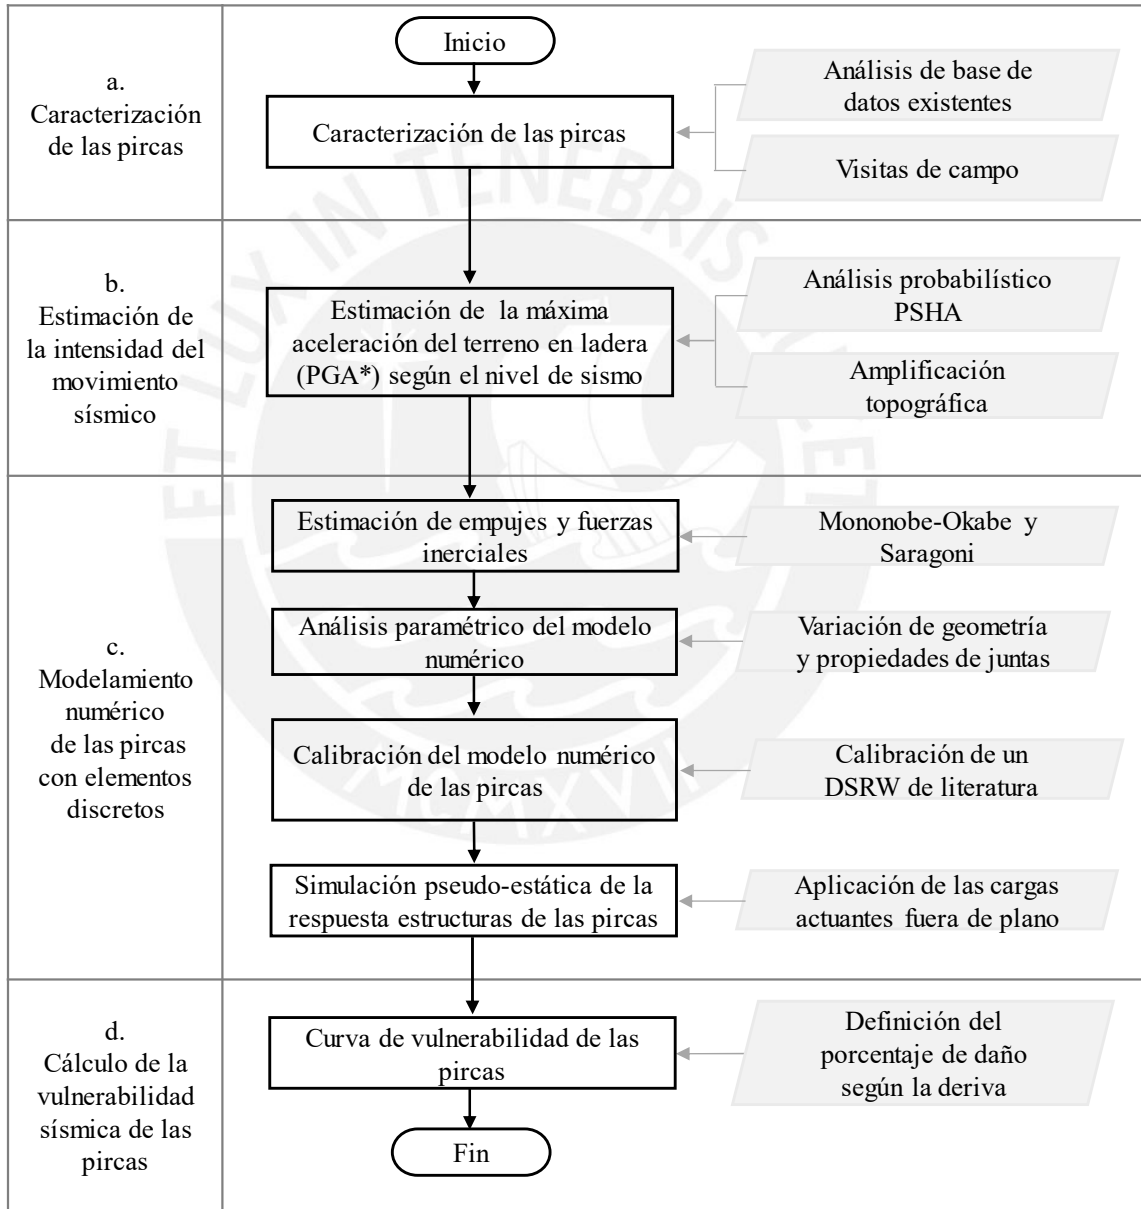 Inicio
a.
Caracterización
de las pircas
Caracterización de las pircas
Análisis de base de
datos existentes
Visitas de campo
b.
Estimación de
la intensidad del
movimiento
sísmico
Estimación de la máxima
aceleración del terreno en ladera
(PGA*) según el nivel de sismo
Análisis probabilístico
PSHA
Amplificación
topográfica
c.
Modelamiento
numérico
de las pircas
con elementos
discretos
Estimación de empujes y fuerzas
inerciales
Mononobe-Okabe y
Saragoni
Análisis paramétrico del modelo
numérico
Variación de geometría
y propiedades de juntas
Calibración del modelo numérico
de las pircas
Calibración de un
DSRW de literatura
Simulación pseudo-estática de la
respuesta estructuras de las pircas
Aplicación de las cargas
actuantes fuera de plano
d.
Cálculo de la
vulnerabilidad
sísmica de las
pircas
Curva de vulnerabilidad de las
pircas
Definición del
porcentaje de daño
según la deriva
Fin